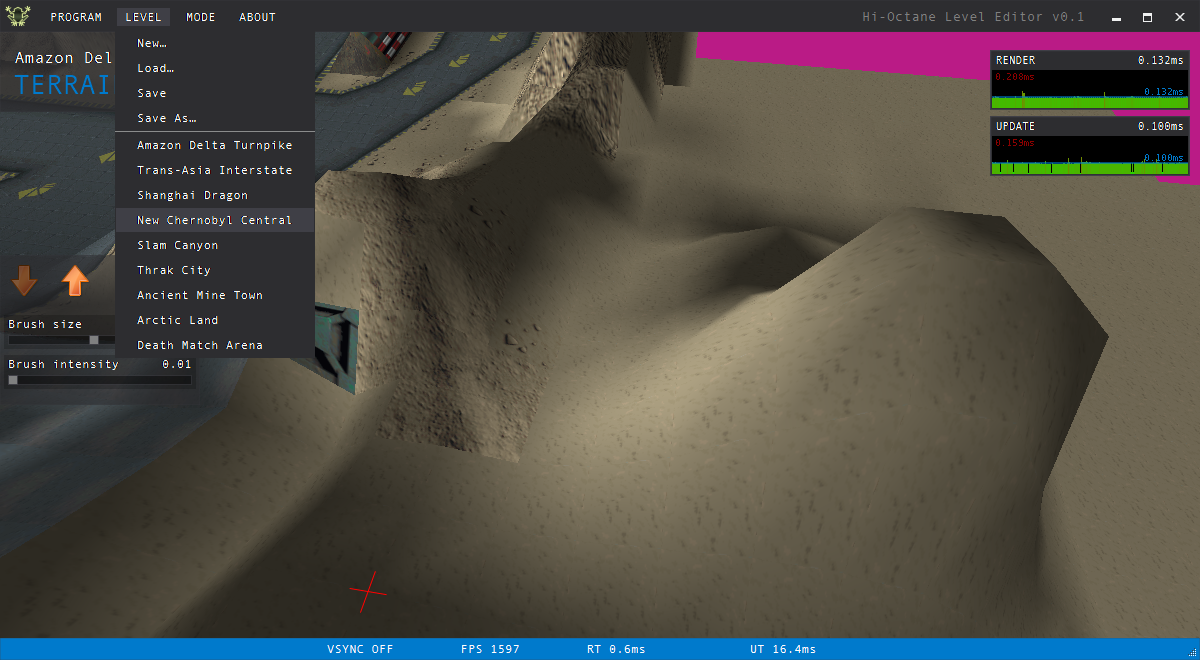 PROGRAM LEVEL MODE ABOUT Hi-Octane Level Editor v0.1
New…
Load…
Save
Save As…
Amazon Delta Turnpike
Trans-Asia Interstate
Shanghai Dragon
New Chernobyl Central
Slam Canyon
Thrak City
Ancient Mine Town
Arctic Land
Death Match Arena
Amazon Del
TERRAI
Brush size
Brush intensity 0.01
RENDER 0.132ms
0.208ms
0.132ms
UPDATE 0.100ms
0.159ms
0.100ms
VSYNC OFF FPS 1597 RT 0.6ms UT 16.4ms